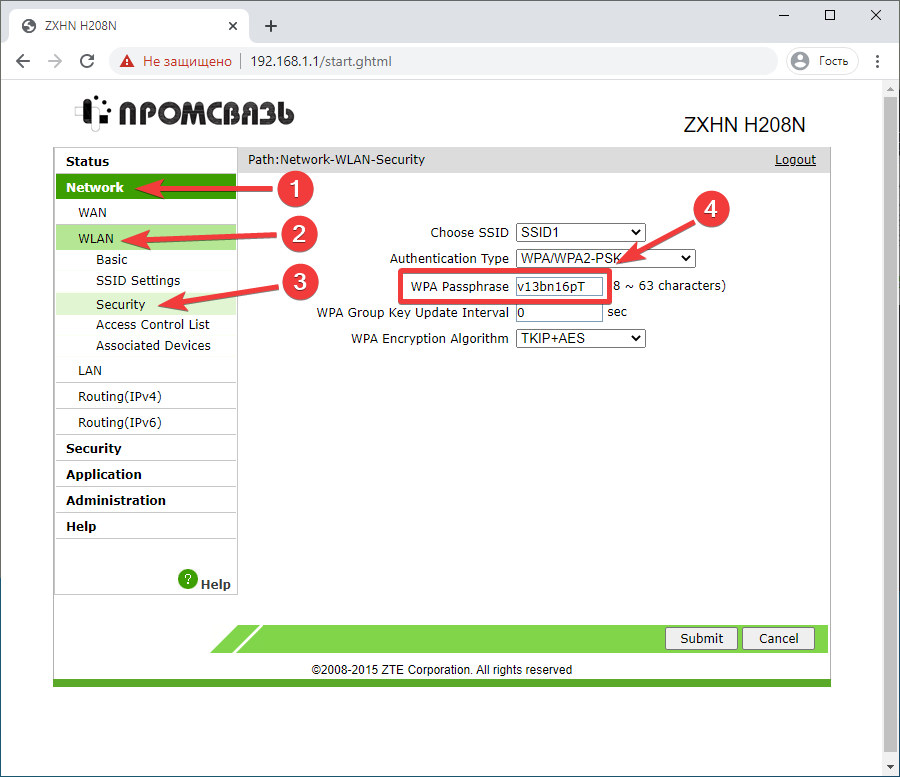 ZXHN H208N
Не защищено
192.168.1.1/start.ghtml
Гость
ПРОМСВЯЗЬ
ZXHN H208N
Status
Path:Network-WLAN-Security
Logout
Network
1
WAN
WLAN
2
Basic
SSID Settings
Security
3
Access Control List
Associated Devices
LAN
Routing(IPv4)
Routing(IPv6)
Security
Application
Administration
Help
? Help
4
Choose SSID SSID1
Authentication Type WPA/WPA2-PSK
WPA Passphrase v13bn16pT 8 ~ 63 characters)
WPA Group Key Update Interval 0 sec
WPA Encryption Algorithm TKIP+AES
Submit Cancel
©2008-2015 ZTE Corporation. All rights reserved